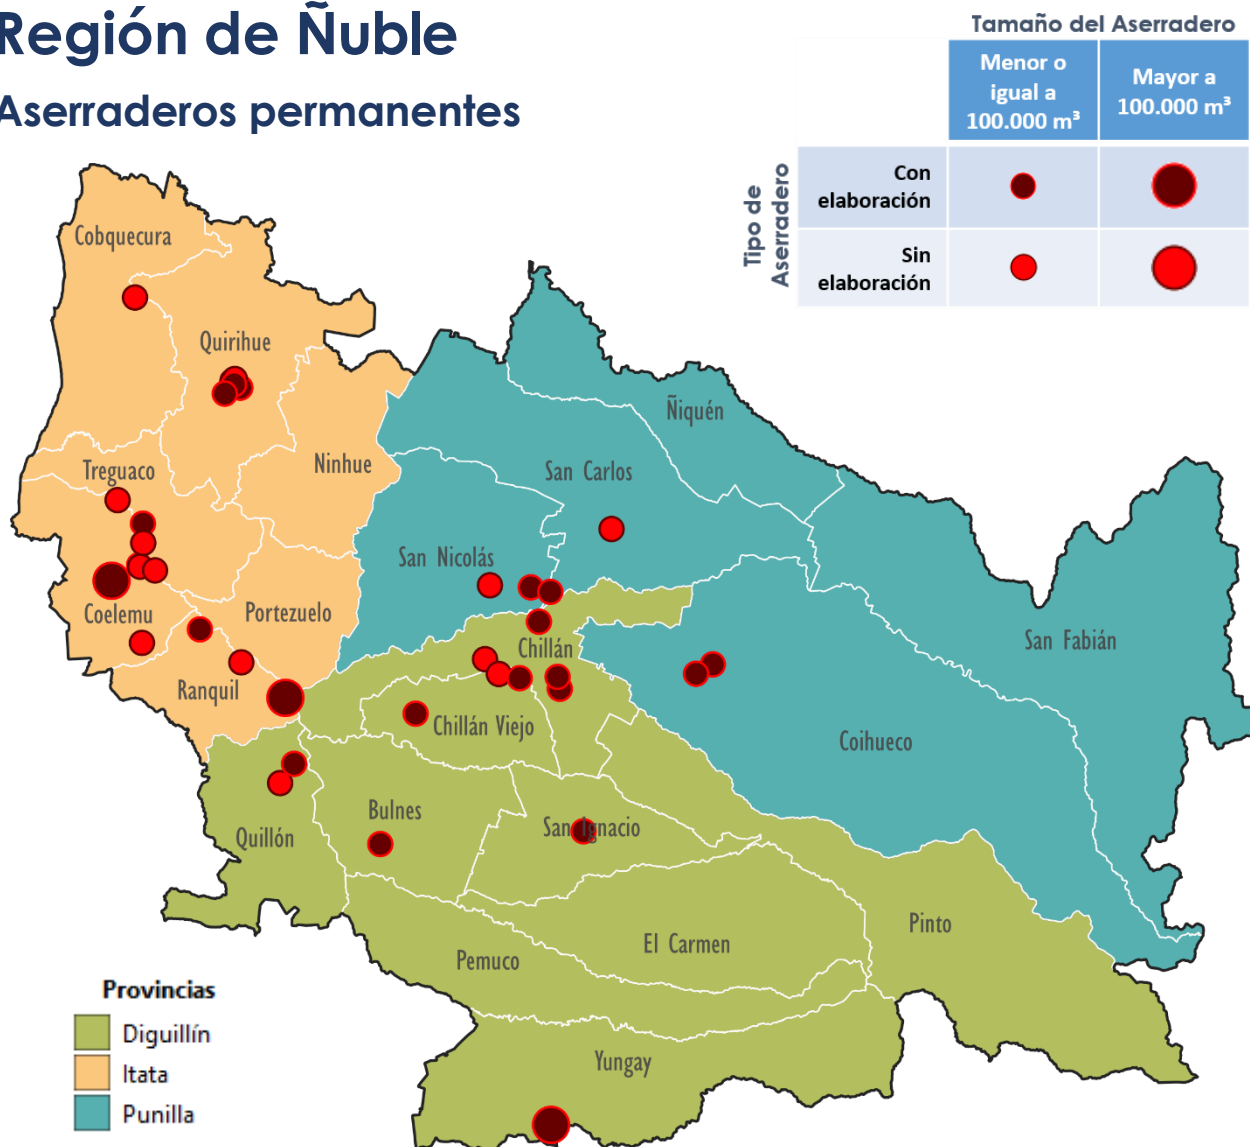 Región de Ñuble
Aserraderos permanentes
Tamaño del Aserradero
Menor o
igual a
100.000 m³
Mayor a
100.000 m³
Tipo de
Aserradero
Con
elaboración
Sin
elaboración
Cobquecura
Quirihue
Ñiquén
Ninhue
Treguaco
San Carlos
San Nicolás
Coelemu
Portezuelo
San Fabián
Chillán
Ranquil
Chillán Viejo
Coihueco
Bulnes
San Ignacio
Quillón
Pinto
El Carmen
Pemuco
Yungay
Provincias
Diguillín
Itata
Punilla